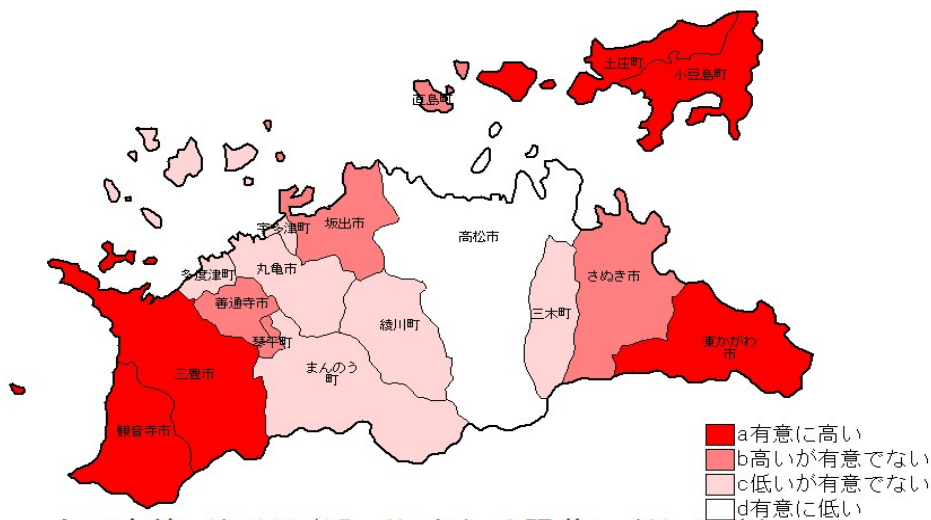 土庄町
小豆島町
直島町
宇多津町
坂出市
高松市
多度津町
丸亀市
さぬき市
善通寺市
綾川町
三木町
琴平町
東かがわ
市
三豊市
まんのう
町
観音寺市
a有意に高い
b高いが有意でない
c低いが有意でない
d有意に低い